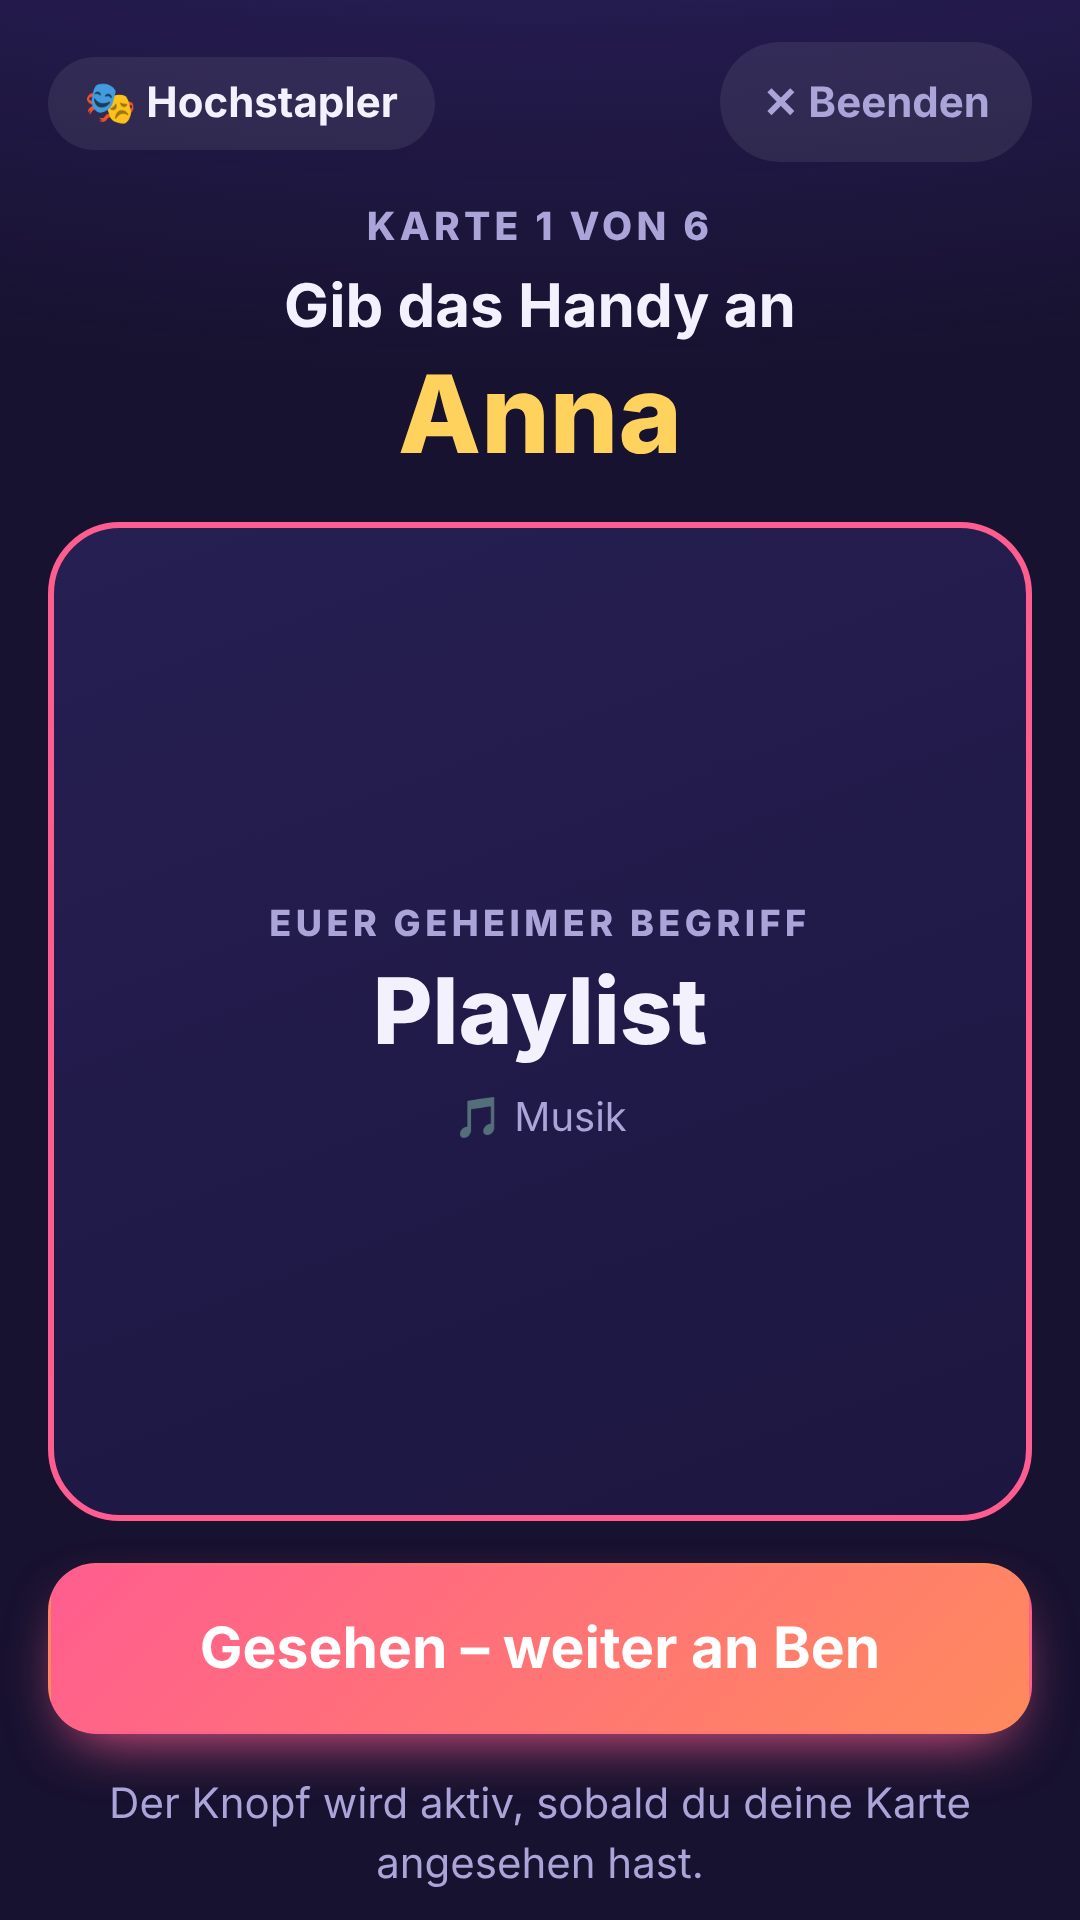 🎭 Hochstapler
✕ Beenden
KARTE 1 VON 6
Gib das Handy an
Anna
EUER GEHEIMER BEGRIFF
Playlist
🎵 Musik
Gesehen – weiter an Ben
Der Knopf wird aktiv, sobald du deine Karte
angesehen hast.